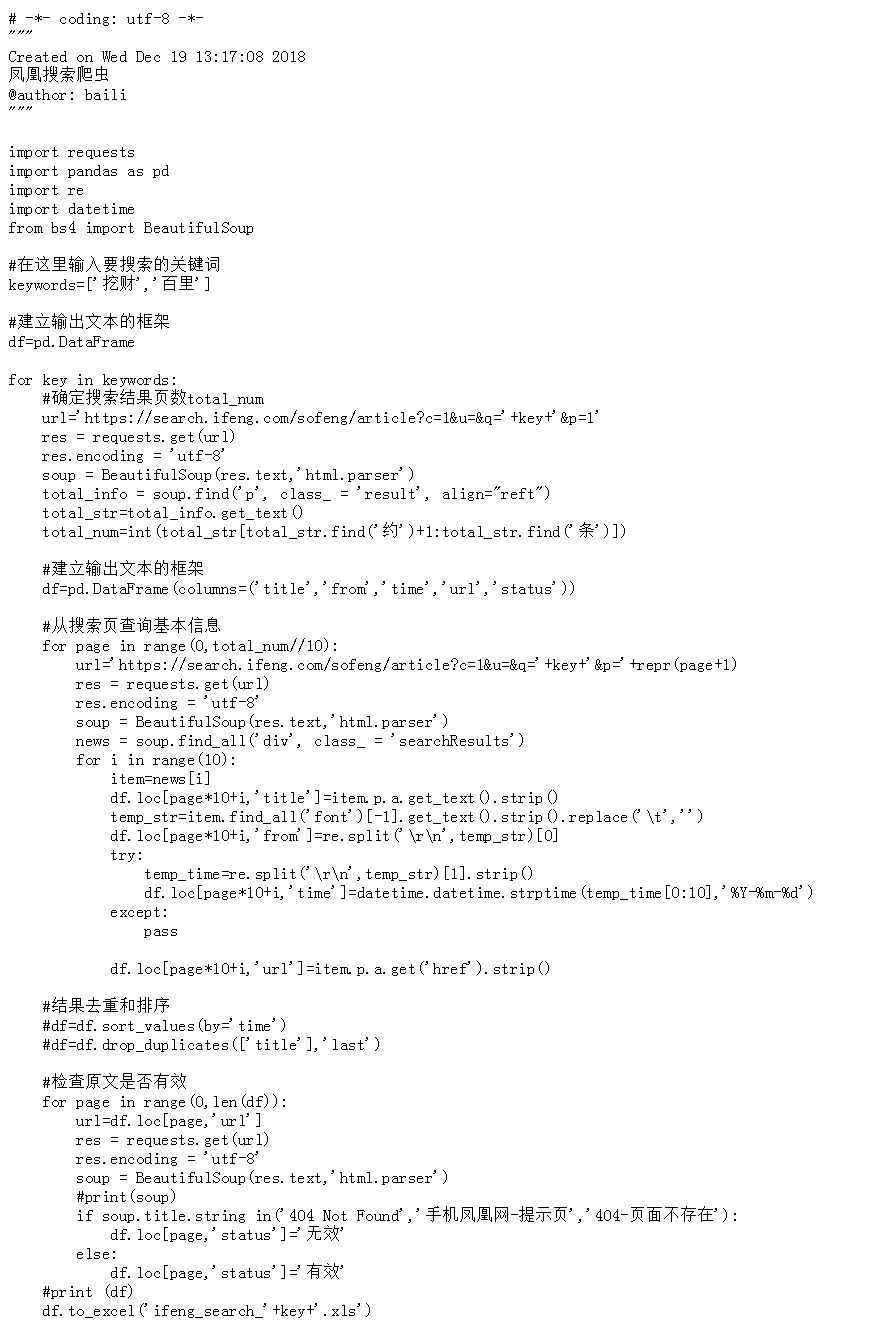 # -*- coding: utf-8 -*-
"""
Created on Wed Dec 19 13:17:08 2018
凤凰搜索爬虫
@author: baili
"""
import requests
import pandas as pd
import re
import datetime
from bs4 import BeautifulSoup
#在这里输入要搜索的关键词
keywords=['挖财','百里']
#建立输出文本的框架
df=pd.DataFrame
for key in keywords:
    #确定搜索结果页数total_num
    url='https://search.ifeng.com/sofeng/article?c=1&u=&q='+key+'&p=1'
    res = requests.get(url)
    res.encoding = 'utf-8'
    soup = BeautifulSoup(res.text,'html.parser')
    total_info = soup.find('p', class_ = 'result', align="reft")
    total_str=total_info.get_text()
    total_num=int(total_str[total_str.find('约')+1:total_str.find('条')])
    #建立输出文本的框架
    df=pd.DataFrame(columns=('title','from','time','url','status'))
    #从搜索页查询基本信息
    for page in range(0,total_num//10):
        url='https://search.ifeng.com/sofeng/article?c=1&u=&q='+key+'&p='+repr(page+1)
        res = requests.get(url)
        res.encoding = 'utf-8'
        soup = BeautifulSoup(res.text,'html.parser')
        news = soup.find_all('div', class_ = 'searchResults')
        for i in range(10):
            item=news[i]
            df.loc[page*10+i,'title']=item.p.a.get_text().strip()
            temp_str=item.find_all('font')[-1].get_text().strip().replace('\t','')
            df.loc[page*10+i,'from']=re.split('\r\n',temp_str)[0]
            try:
                temp_time=re.split('\r\n',temp_str)[1].strip()
                df.loc[page*10+i,'time']=datetime.datetime.strptime(temp_time[0:10],'%Y-%m-%d')
            except:
                pass
            df.loc[page*10+i,'url']=item.p.a.get('href').strip()
    #结果去重和排序
    #df=df.sort_values(by='time')
    #df=df.drop_duplicates(['title'],'last')
    #检查原文是否有效
    for page in range(0,len(df)):
        url=df.loc[page,'url']
        res = requests.get(url)
        res.encoding = 'utf-8'
        soup = BeautifulSoup(res.text,'html.parser')
        #print(soup)
        if soup.title.string in('404 Not Found','手机凤凰网-提示页','404-页面不存在'):
            df.loc[page,'status']='无效'
        else:
            df.loc[page,'status']='有效'
    #print (df)
    df.to_excel('ifeng_search_'+key+'.xls')